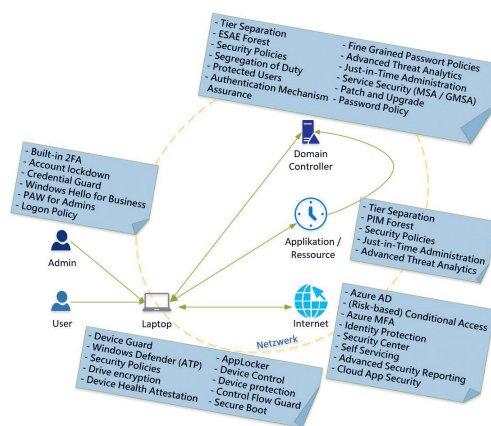 - Tier Separation
- ESAE Forest
- Security Policies
- Segregation of Duty
- Protected Users
- Authentication Mechanism
Assurance
- Fine Grained Passwort Policies
- Advanced Threat Analytics
- Just-in-Time Administration
- Service Security (MSA / GMSA)
- Patch and Upgrade
- Password Policy
Domain
Controller
- Built-in 2FA
- Account lockdown
- Credential Guard
- Windows Hello for Business
- PAW for Admins
- Logon Policy
Admin
Applikation /
Ressource
- Tier Separation
- PIM Forest
- Security Policies
- Just-in-Time Administration
- Advanced Threat Analytics
User
Laptop
Internet
Netzwerk
- Azure AD
- (Risk-based) Conditional Access
- Azure MFA
- Identity Protection
- Security Center
- Self Servicing
- Advanced Security Reporting
- Cloud App Security
- Device Guard
- Windows Defender (ATP)
- Security Policies
- Drive encryption
- Device Health Attestation
- AppLocker
- Device Control
- Device protection
- Control Flow Guard
- Secure Boot